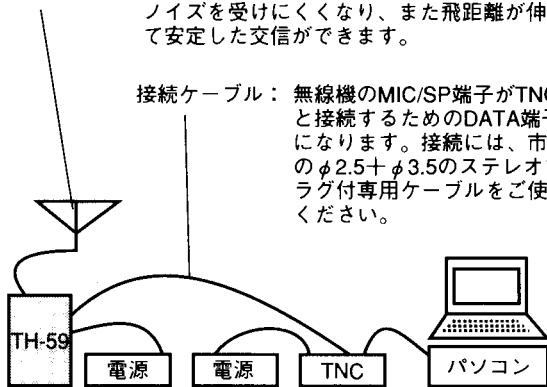 ノイズを受けにくくなり、また飛距離が伸
て安定した交信ができます。
接続ケーブル： 無線機のMIC/SP端子がTNC
と接続するためのDATA端子
になります。接続には、市
のφ2.5＋φ3.5のステレオ
ラグ付専用ケーブルをご使
ください。
TH-59
電源
電源
TNC
パソコン